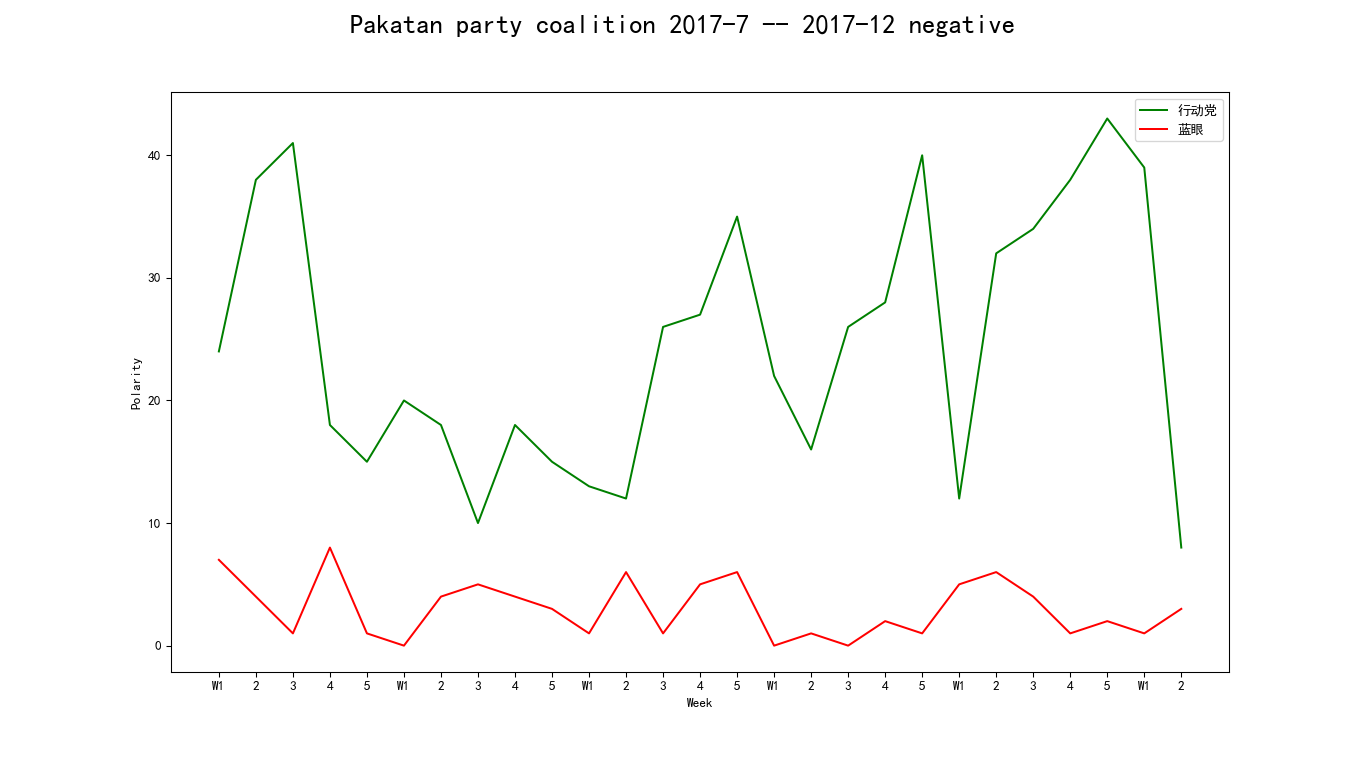 Pakatan party coalition 2017-7 -- 2017-12 negative
行动党
蓝眼
40
30
20
10
0
Polarity
W1 2 3 4 5 W1 2 3 4 5 W1 2 3 4 5 W1 2 3 4 5 W1 2 3 4 5 W1 2
Week